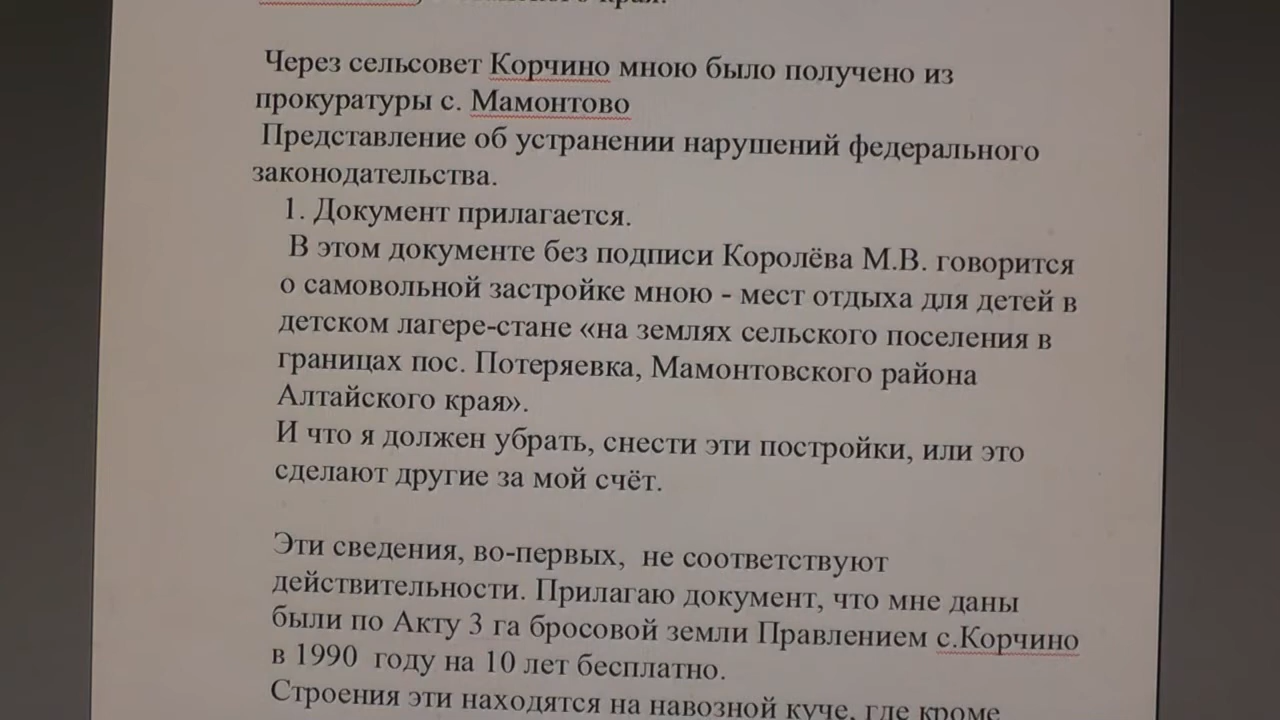 края.
Через сельсовет Корчино мною было получено из
прокуратуры с. Мамонтово
Представление об устранении нарушений федерального
законодательства.
1. Документ прилагается.
В этом документе без подписи Королёва М.В. говорится
о самовольной застройке мною - мест отдыха для детей в
детском лагере-стане «на землях сельского поселения в
границах пос. Потеряевка, Мамонтовского района
Алтайского края».
И что я должен убрать, снести эти постройки, или это
сделают другие за мой счёт.
Эти сведения, во-первых, не соответствуют
действительности. Прилагаю документ, что мне даны
были по Акту 3 га бросовой земли Правлением с.Корчино
в 1990 году на 10 лет бесплатно.
Строения эти находятся на навозной куче, где кроме